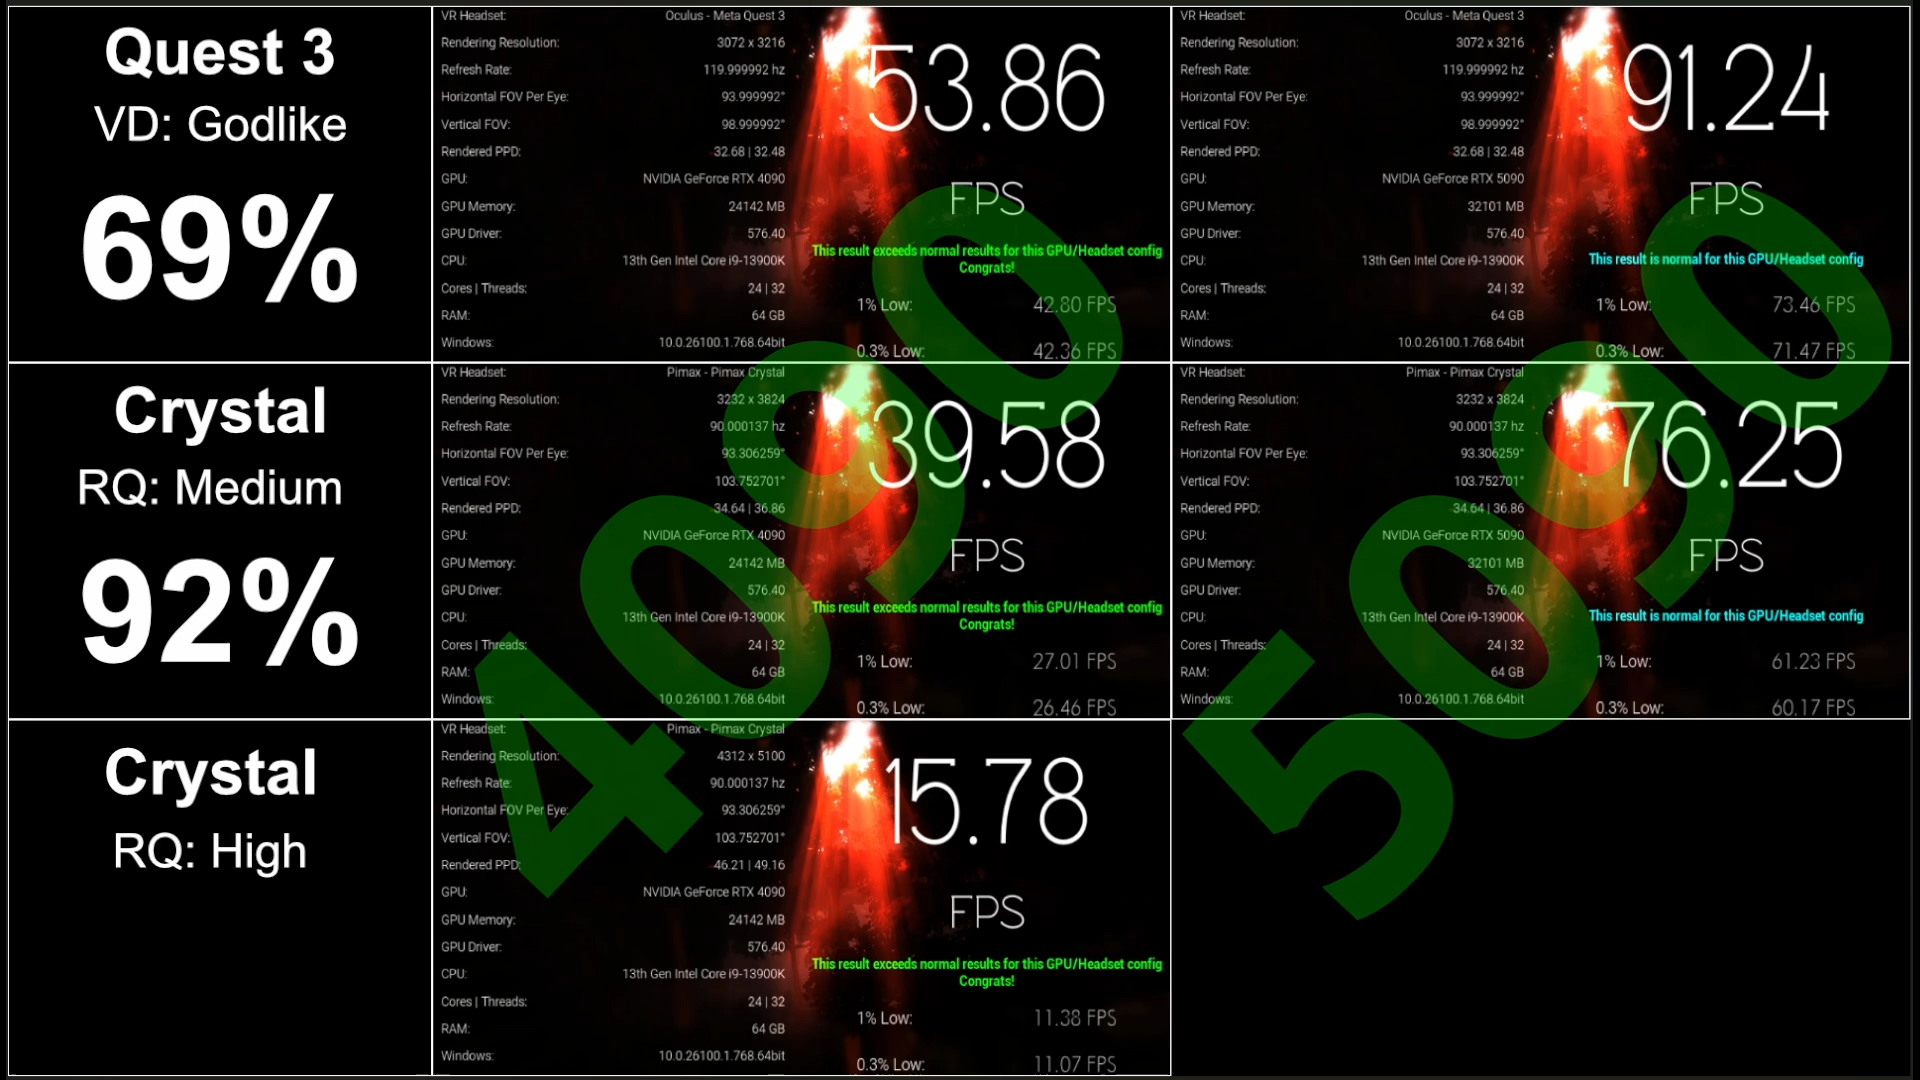 Quest 3
VD: Godlike
69%
VR Headset: Oculus - Meta Quest 3
Rendering Resolution: 3072 x 3216
Refresh Rate: 119.999992 hz
Horizontal FOV Per Eye: 93.999992°
Vertical FOV: 98.999992°
Rendered PPD: 32.68 | 32.48
GPU: NVIDIA GeForce RTX 4090
GPU Memory: 24142 MB
GPU Driver: 576.40
CPU: 13th Gen Intel Core i9-13900K
Cores | Threads: 24 | 32
RAM: 64 GB
Windows: 10.0.26100.1.768.64bit
53.86
FPS
This result exceeds normal results for this GPU/Headset config
Congrats!
1% Low: 42.80 FPS
0.3% Low: 42.36 FPS
VR Headset: Oculus - Meta Quest 3
Rendering Resolution: 3072 x 3216
Refresh Rate: 119.999992 hz
Horizontal FOV Per Eye: 93.999992°
Vertical FOV: 98.999992°
Rendered PPD: 32.68 | 32.48
GPU: NVIDIA GeForce RTX 5090
GPU Memory: 32101 MB
GPU Driver: 576.40
CPU: 13th Gen Intel Core i9-13900K
Cores | Threads: 24 | 32
RAM: 64 GB
Windows: 10.0.26100.1.768.64bit
91.24
FPS
This result is normal for this GPU/Headset config
1% Low: 73.46 FPS
0.3% Low: 71.47 FPS
Crystal
RQ: Medium
92%
VR Headset: Pimax - Pimax Crystal
Rendering Resolution: 3232 x 3824
Refresh Rate: 90.000137 hz
Horizontal FOV Per Eye: 93.306259°
Vertical FOV: 103.752701°
Rendered PPD: 34.64 | 36.86
GPU: NVIDIA GeForce RTX 4090
GPU Memory: 24142 MB
GPU Driver: 576.40
CPU: 13th Gen Intel Core i9-13900K
Cores | Threads: 24 | 32
RAM: 64 GB
Windows: 10.0.26100.1.768.64bit
39.58
FPS
This result exceeds normal results for this GPU/Headset config
Congrats!
1% Low: 27.01 FPS
0.3% Low: 26.46 FPS
VR Headset: Pimax - Pimax Crystal
Rendering Resolution: 3232 x 3824
Refresh Rate: 90.000137 hz
Horizontal FOV Per Eye: 93.306259°
Vertical FOV: 103.752701°
Rendered PPD: 34.64 | 36.86
GPU: NVIDIA GeForce RTX 5090
GPU Memory: 32101 MB
GPU Driver: 576.40
CPU: 13th Gen Intel Core i9-13900K
Cores | Threads: 24 | 32
RAM: 64 GB
Windows: 10.0.26100.1.768.64bit
76.25
FPS
This result is normal for this GPU/Headset config
1% Low: 61.23 FPS
0.3% Low: 60.17 FPS
Crystal
RQ: High
VR Headset: Pimax - Pimax Crystal
Rendering Resolution: 4312 x 5100
Refresh Rate: 90.000137 hz
Horizontal FOV Per Eye: 93.306259°
Vertical FOV: 103.752701°
Rendered PPD: 46.21 | 49.16
GPU: NVIDIA GeForce RTX 4090
GPU Memory: 24142 MB
GPU Driver: 576.40
CPU: 13th Gen Intel Core i9-13900K
Cores | Threads: 24 | 32
RAM: 64 GB
Windows: 10.0.26100.1.768.64bit
15.78
FPS
This result exceeds normal results for this GPU/Headset config
Congrats!
1% Low: 11.38 FPS
0.3% Low: 11.07 FPS
4090
5090